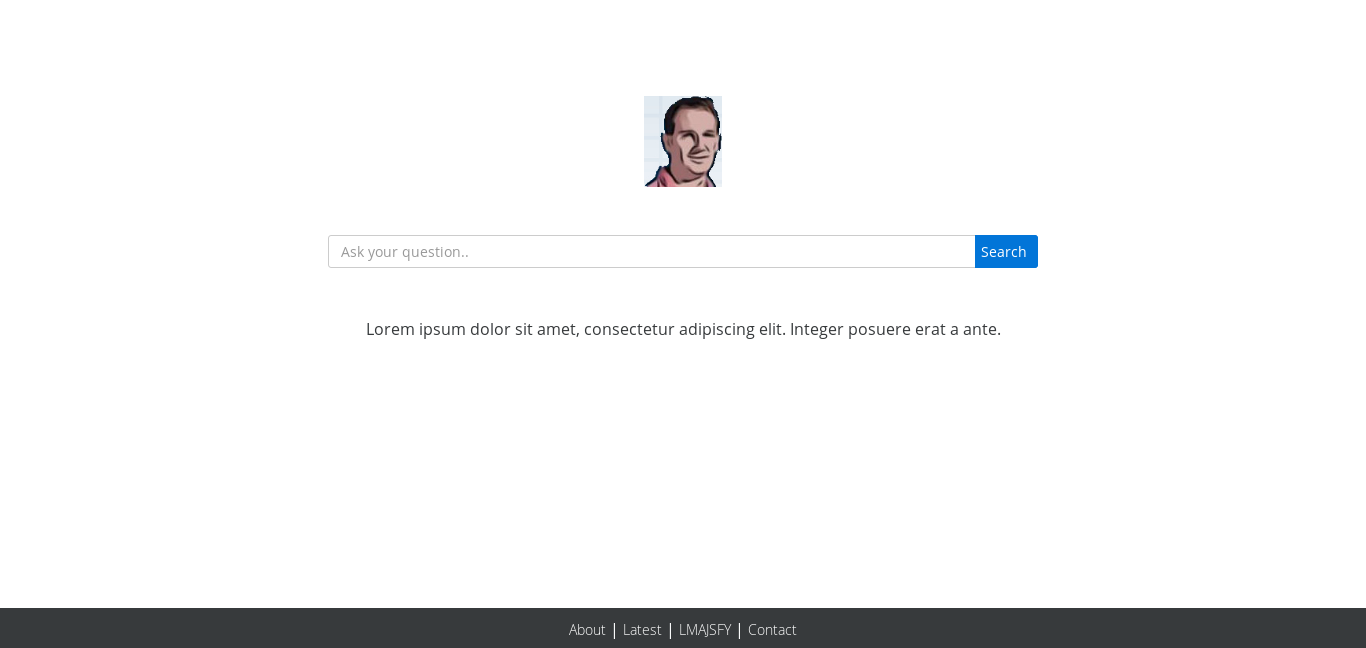 Ask your question..
Search
Lorem ipsum dolor sit amet, consectetur adipiscing elit. Integer posuere erat a ante.
About | Latest | LMAJSFY | Contact